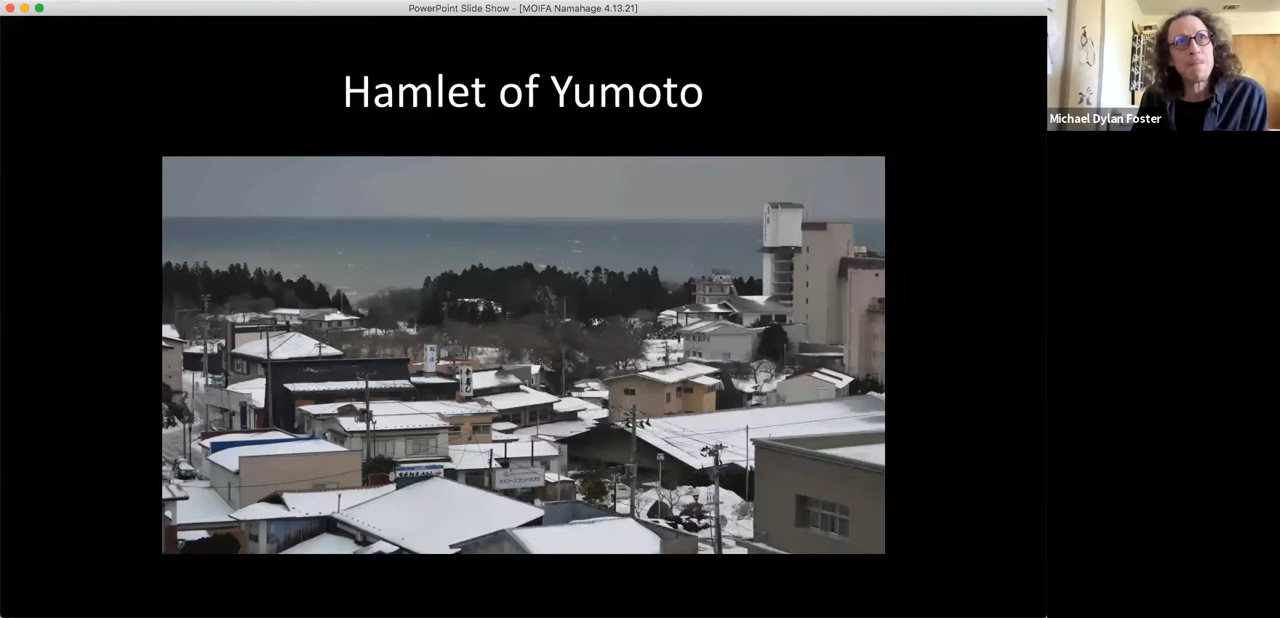 PowerPoint Slide Show - [MOIFA Namahage 4.13.21]
Hamlet of Yumoto
Michael Dylan Foster